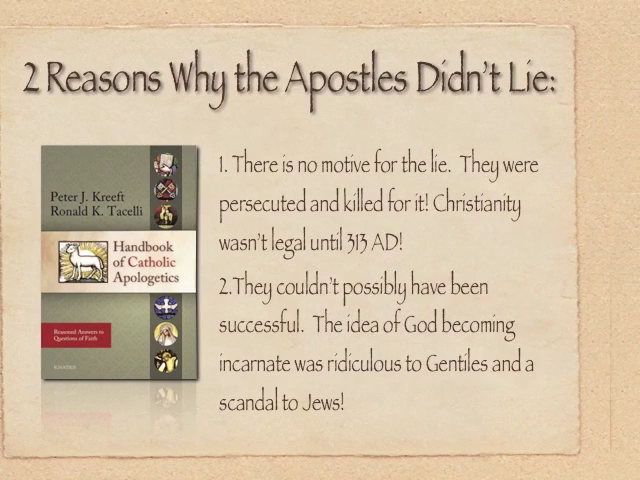 2 Reasons Why the Apostles Didn't Lie:
Peter J. Kreeft
Ronald K. Tacelli
Handbook
of Catholic
Apologetics
Reasoned Answers to
Questions of Faith
IGNATIUS
1. There is no motive for the lie. They were
persecuted and killed for it! Christianity
wasn't legal until 313 AD!
2.They couldn't possibly have been
successful. The idea of God becoming
incarnate was ridiculous to Gentiles and a
scandal to Jews!